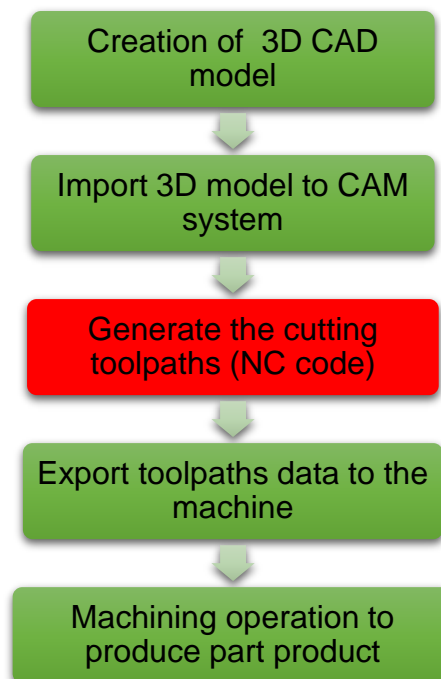 Creation of 3D CAD
model
Import 3D model to CAM
system
Generate the cutting
toolpaths (NC code)
Export toolpaths data to the
machine
Machining operation to
produce part product